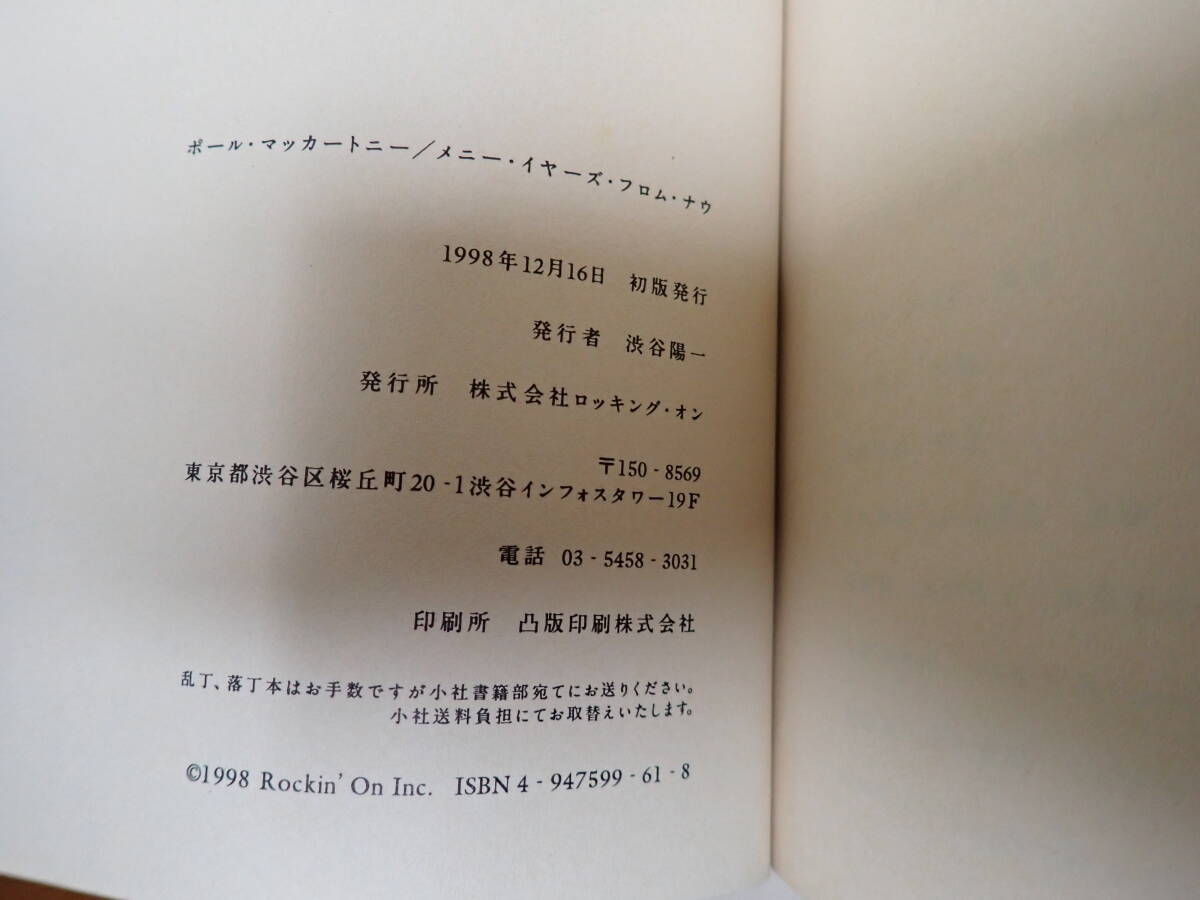 ポール・マッカートニー／メニー・イヤーズ・フロム・ナウ
1998年12月16日　初版発行
発行者　渋谷陽一
発行所　株式会社ロッキング・オン
〒150-8569
東京都渋谷区桜丘町20-1渋谷インフォスタワー19F
電話　03-5458-3031
印刷所　凸版印刷株式会社
乱丁、落丁本はお手数ですが小社書籍部宛てにお送りください。
小社送料負担にてお取替えいたします。
©1998 Rockin' On Inc.　ISBN4-947599-61-8